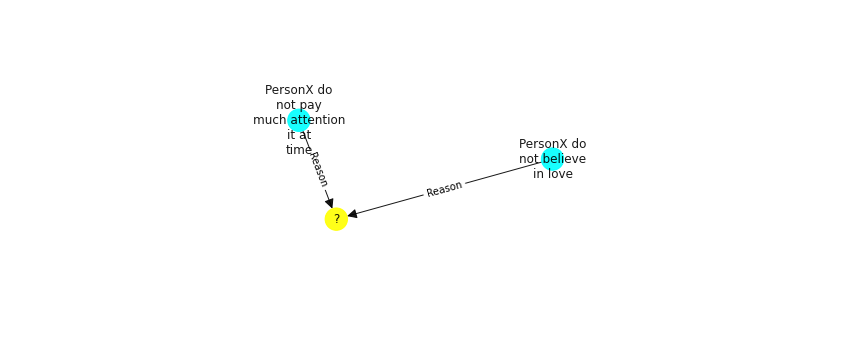 PersonX do
not pay
much attention
it at
time
Reason
PersonX do
not believe
in love
Reason
?